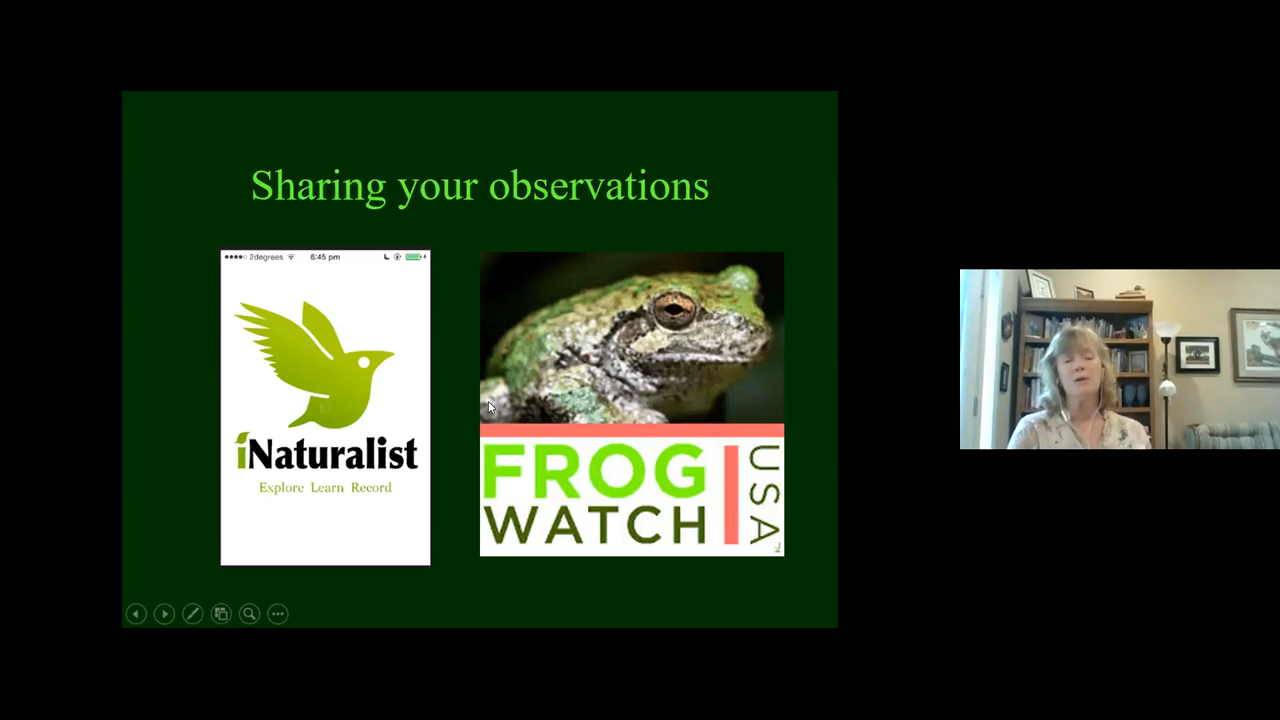 Sharing your observations
2degrees 6:45 pm
iNaturalist
Explore Learn Record
FROG
WATCH
USA